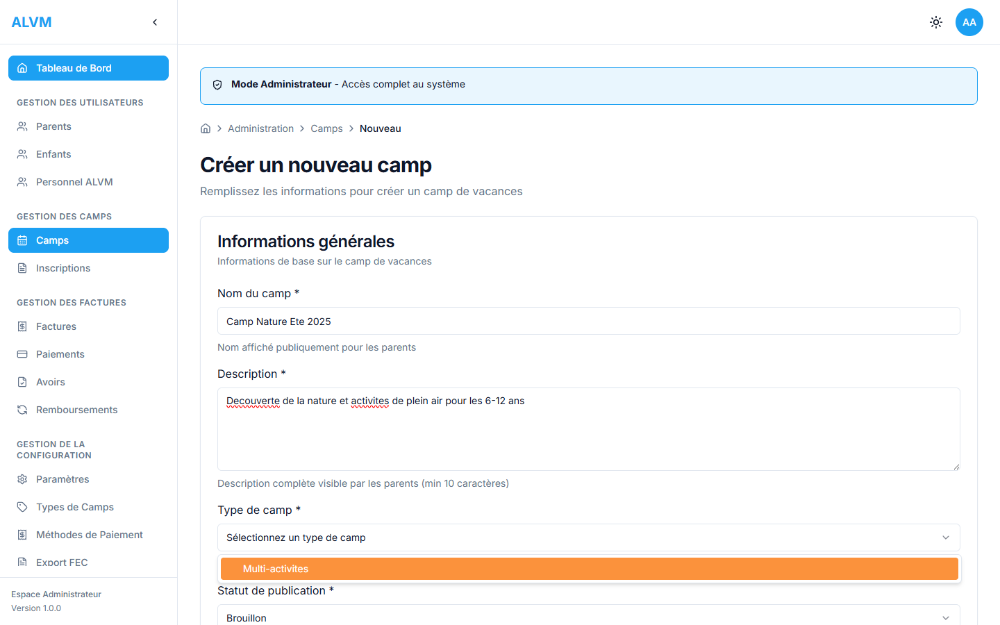 ALVM
AA
Tableau de Bord
GESTION DES UTILISATEURS
Parents
Enfants
Personnel ALVM
GESTION DES CAMPS
Camps
Inscriptions
GESTION DES FACTURES
Factures
Paiements
Avoirs
Remboursements
GESTION DE LA
CONFIGURATION
Paramètres
Types de Camps
Méthodes de Paiement
Export FEC
Espace Administrateur
Version 1.0.0
Mode Administrateur - Accès complet au système
Administration
Camps
Nouveau
Créer un nouveau camp
Remplissez les informations pour créer un camp de vacances
Informations générales
Informations de base sur le camp de vacances
Nom du camp *
Camp Nature Ete 2025
Nom affiché publiquement pour les parents
Description *
Decouverte de la nature et activites de plein air pour les 6-12 ans
Description complète visible par les parents (min 10 caractères)
Type de camp *
Sélectionnez un type de camp
Multi-activites
Statut de publication *
Brouillon